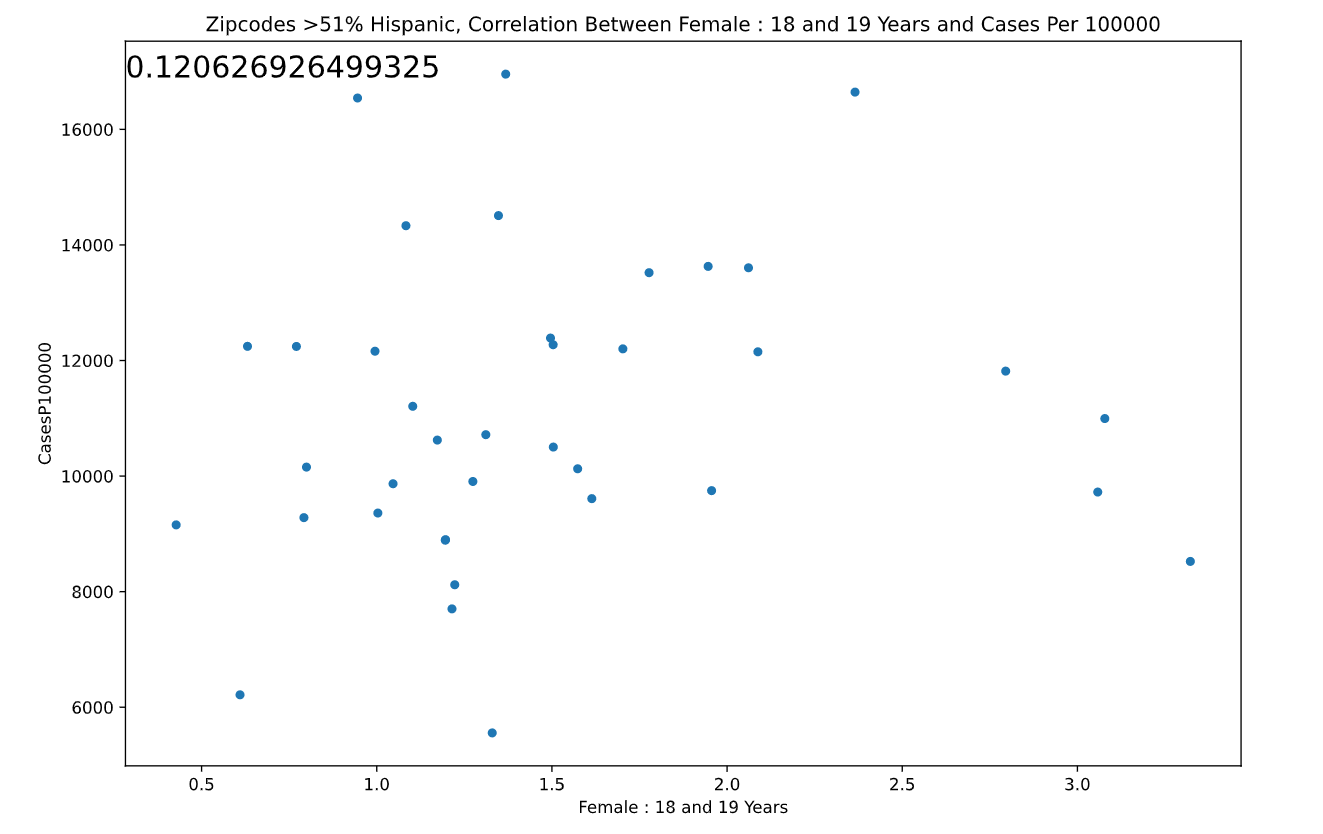 Zipcodes >51% Hispanic, Correlation Between Female : 18 and 19 Years and Cases Per 100000
0.120626926499325
16000
14000
12000
10000
8000
6000
CasesP100000
0.5 1.0 1.5 2.0 2.5 3.0
Female : 18 and 19 Years